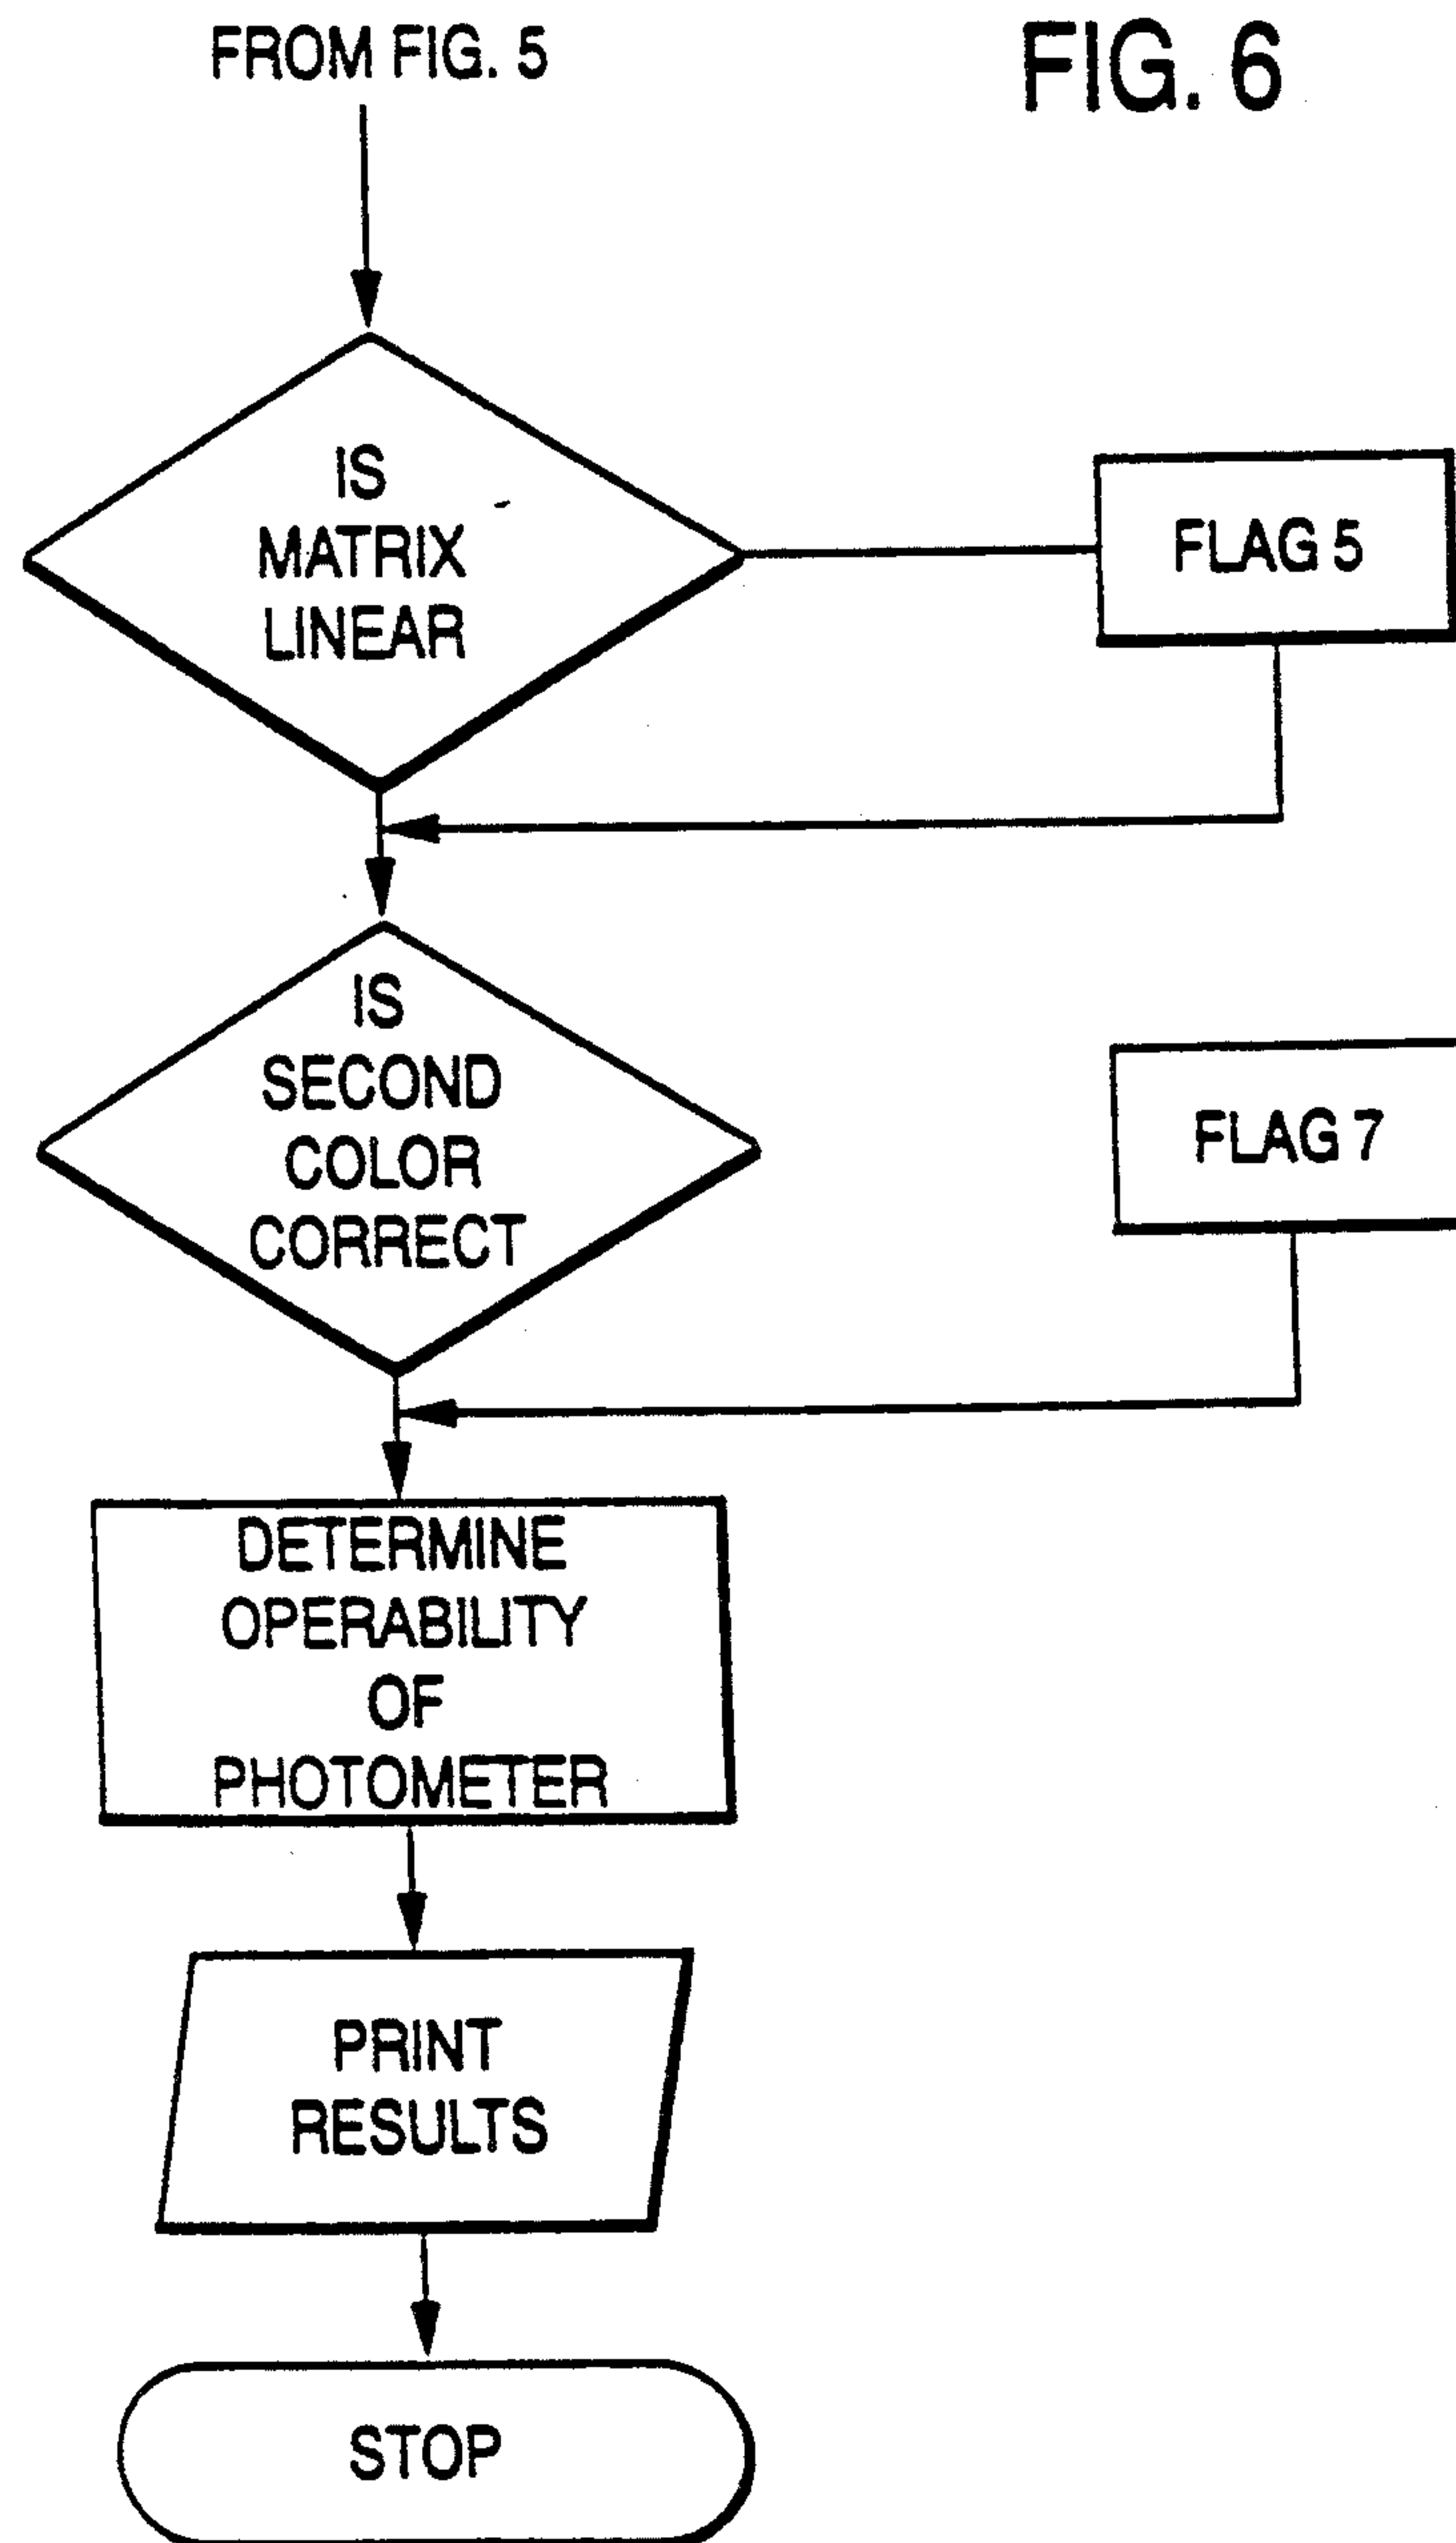 FROM FIG. 5
FIG. 6
IS
MATRIX
LINEAR
FLAG 5
IS
SECOND
COLOR
CORRECT
FLAG 7
DETERMINE
OPERABILITY
OF
PHOTOMETER
PRINT
RESULTS
STOP